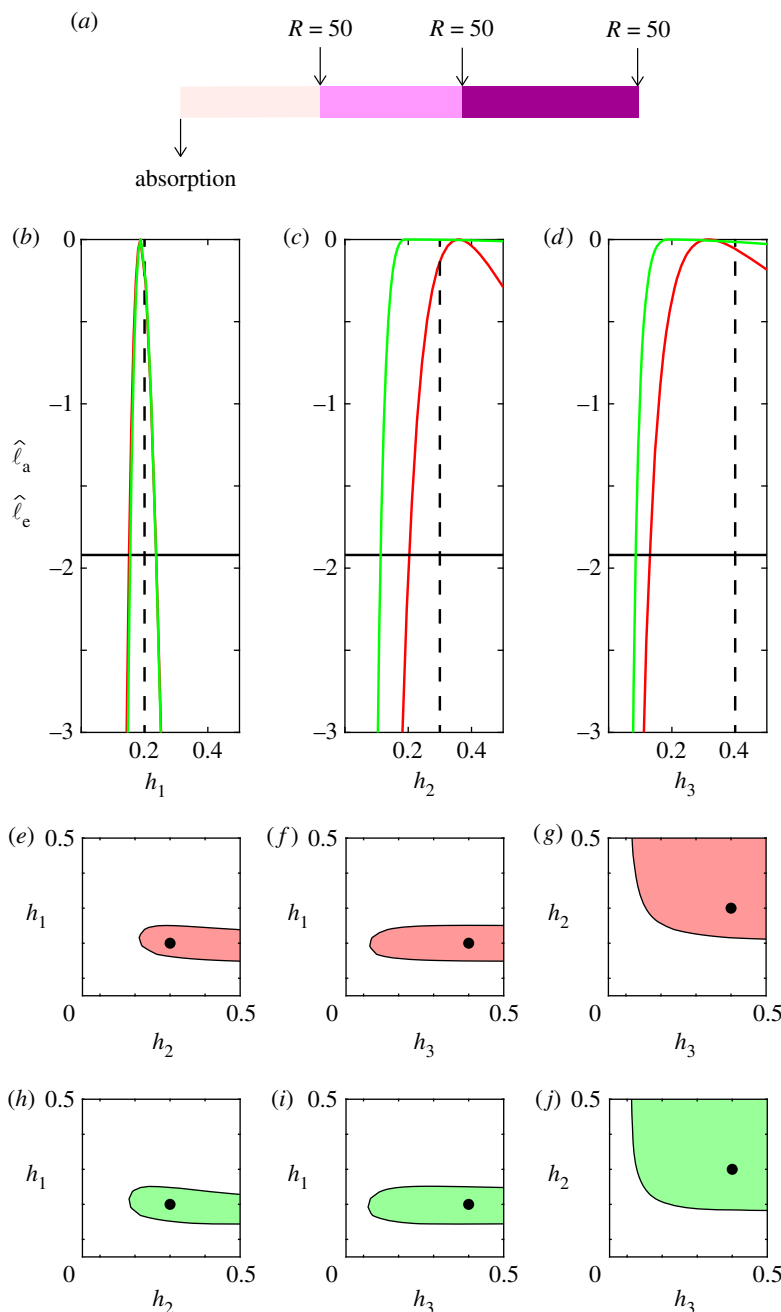 (a)
R = 50 R = 50 R = 50
absorption
(b) (c) (d)
0 0 0
−1 −1 −1
ℓ̂a
ℓ̂e
−2 −2 −2
−3 −3 −3
0.2 0.4 0.2 0.4 0.2 0.4
h1 h2 h3
(e) 0.5 (f) 0.5 (g) 0.5
h1 h1 h2
0 0.5 0 0.5 0 0.5
h2 h3 h3
(h) 0.5 (i) 0.5 (j) 0.5
h1 h1 h2
0 0.5 0 0.5 0 0.5
h2 h3 h3